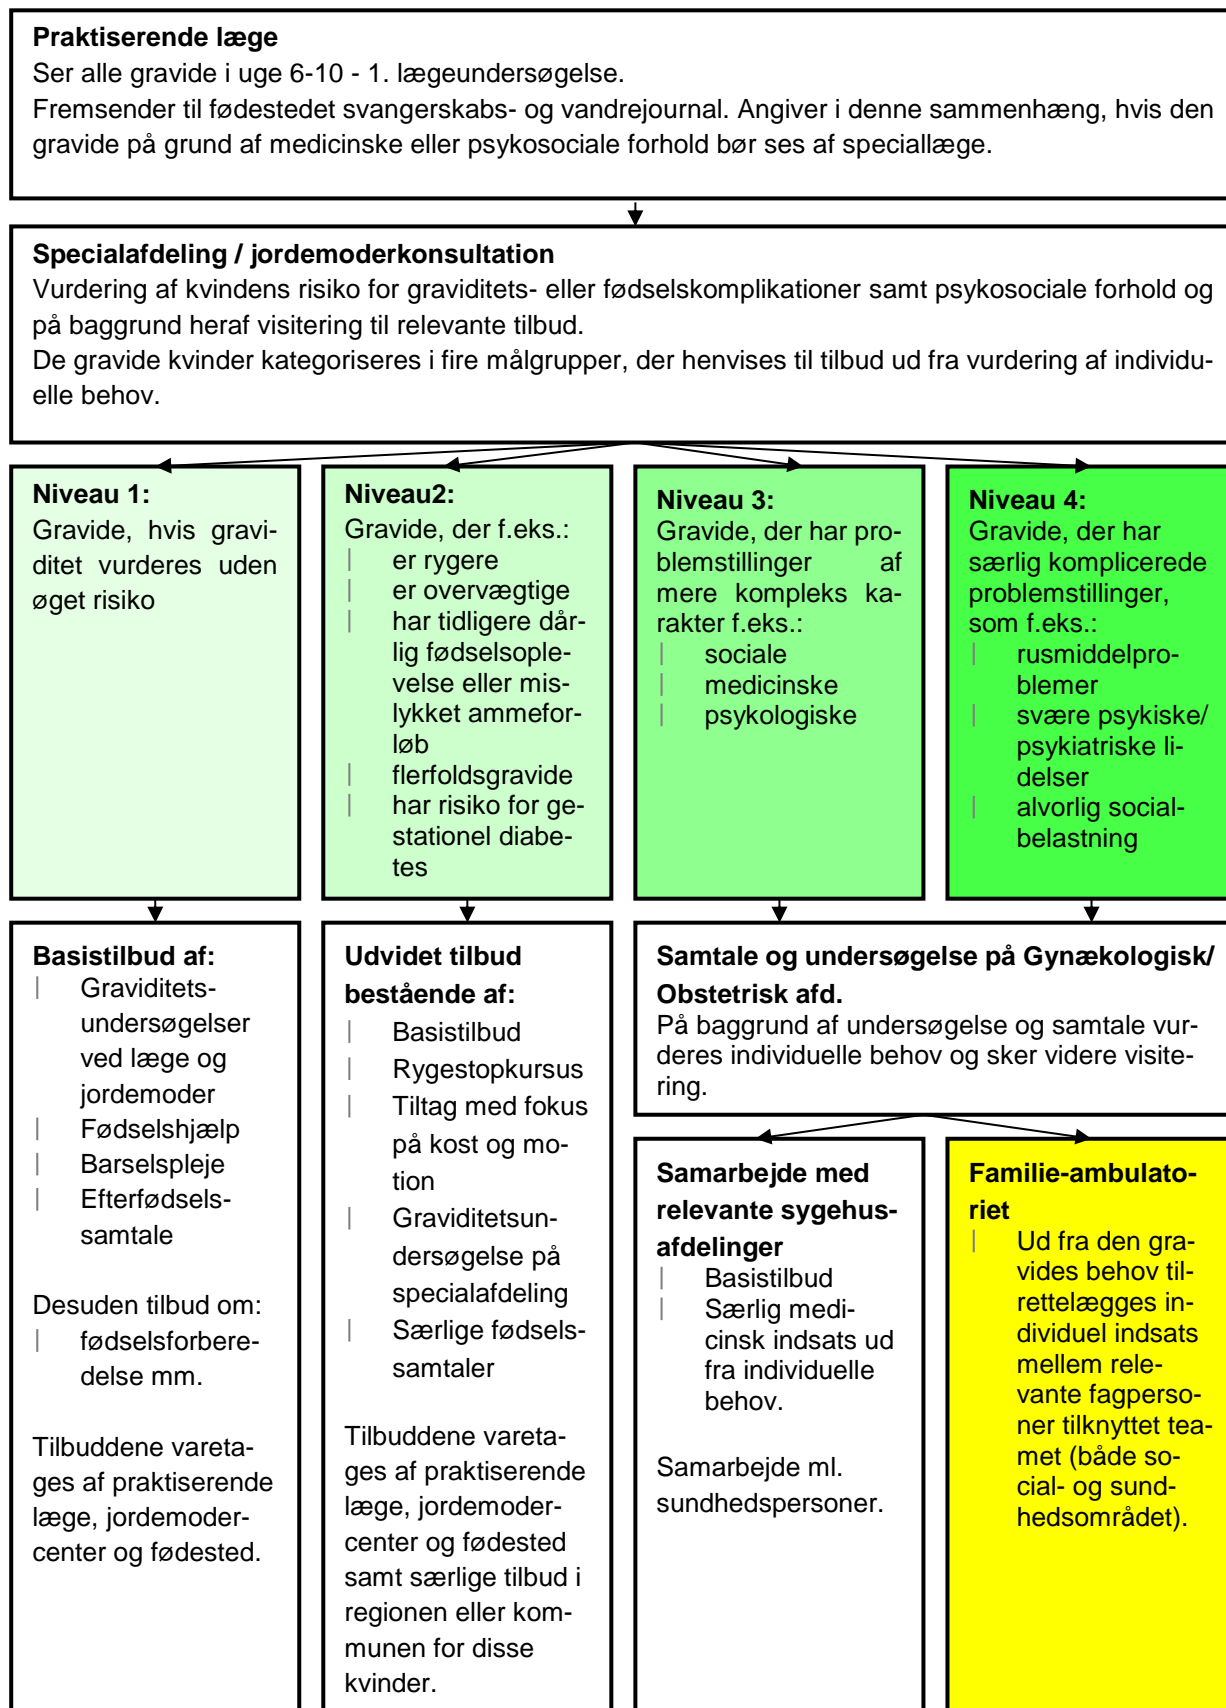 Praktiserende læge
Ser alle gravide i uge 6-10 - 1. lægeundersøgelse.
Fremsender til fødestedet svangerskabs- og vandrejournal. Angiver i denne sammenhæng, hvis den
gravide på grund af medicinske eller psykosociale forhold bør ses af speciallæge.
Specialafdeling / jordemoderkonsultation
Vurdering af kvindens risiko for graviditets- eller fødselskomplikationer samt psykosociale forhold og
på baggrund heraf visitering til relevante tilbud.
De gravide kvinder kategoriseres i fire målgrupper, der henvises til tilbud ud fra vurdering af individu-
elle behov.
Niveau 1:
Gravide, hvis gravi-
ditet vurderes uden
øget risiko
Niveau2:
Gravide, der f.eks.:
| er rygere
| er overvægtige
| har tidligere dår-
lig fødselsople-
velse eller mis-
lykket ammefor-
løb
| flerfoldsgravide
| har risiko for ge-
stationel diabe-
tes
Niveau 3:
Gravide, der har pro-
blemstillinger af
mere kompleks ka-
rakter f.eks.:
| sociale
| medicinske
| psykologiske
Niveau 4:
Gravide, der har
særlig komplicerede
problemstillinger,
som f.eks.:
| rusmiddelpro-
blemer
| svære psykiske/
psykiatriske li-
delser
| alvorlig social-
belastning
Basistilbud af:
| Graviditets-
undersøgelser
ved læge og
jordemoder
| Fødselshjælp
| Barselspleje
| Efterfødsels-
samtale
Desuden tilbud om:
| fødselsforbere-
delse mm.
Tilbuddene vareta-
ges af praktiserende
læge, jordemoder-
center og fødested.
Udvidet tilbud
bestående af:
| Basistilbud
| Rygestopkursus
| Tiltag med fokus
på kost og mo-
tion
| Graviditetsun-
dersøgelse på
specialafdeling
| Særlige fødsels-
samtaler
Tilbuddene vareta-
ges af praktiserende
læge, jordemoder-
center og fødested
samt særlige tilbud i
regionen eller kom-
munen for disse
kvinder.
Samtale og undersøgelse på Gynækologisk/
Obstetrisk afd.
På baggrund af undersøgelse og samtale vur-
deres individuelle behov og sker videre visite-
ring.
Samarbejde med
relevante sygehus-
afdelinger
| Basistilbud
| Særlig medi-
cinsk indsats ud
fra individuelle
behov.
Samarbejde ml.
sundhedspersoner.
Familie-ambulato-
riet
| Ud fra den gra-
vides behov til-
rettelægges in-
dividuel indsats
mellem rele-
vante fagperso-
ner tilknyttet tea-
met (både so-
cial- og sund-
hedsområdet).